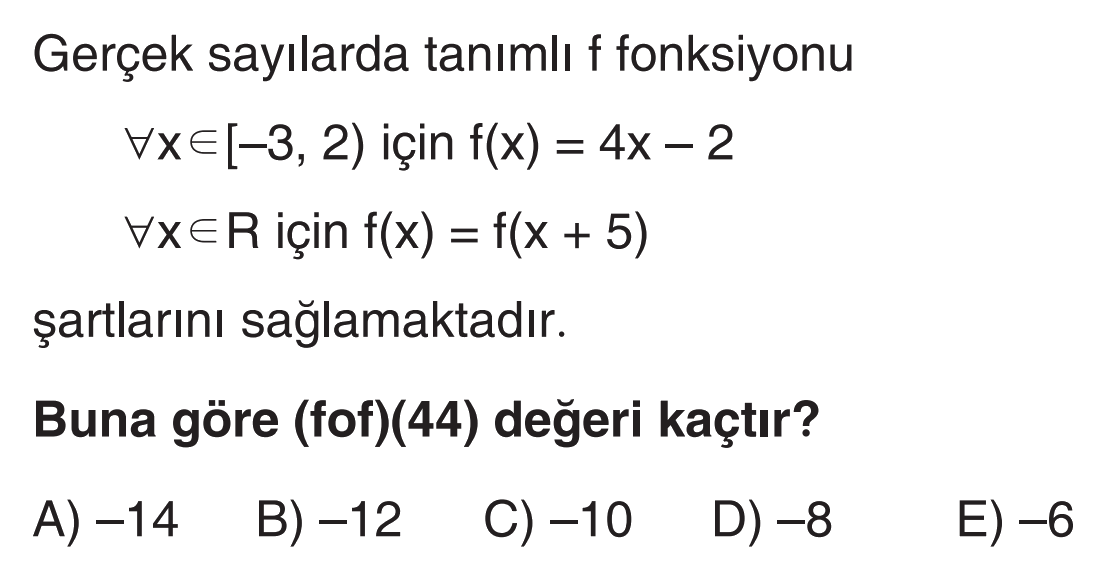 Gerçek sayılarda tanımlı f fonksiyonu
∀x∈[–3, 2) için f(x) = 4x – 2
∀x∈R için f(x) = f(x + 5)
şartlarını sağlamaktadır.
Buna göre (fof)(44) değeri kaçtır?
A) –14 B) –12 C) –10 D) –8 E) –6